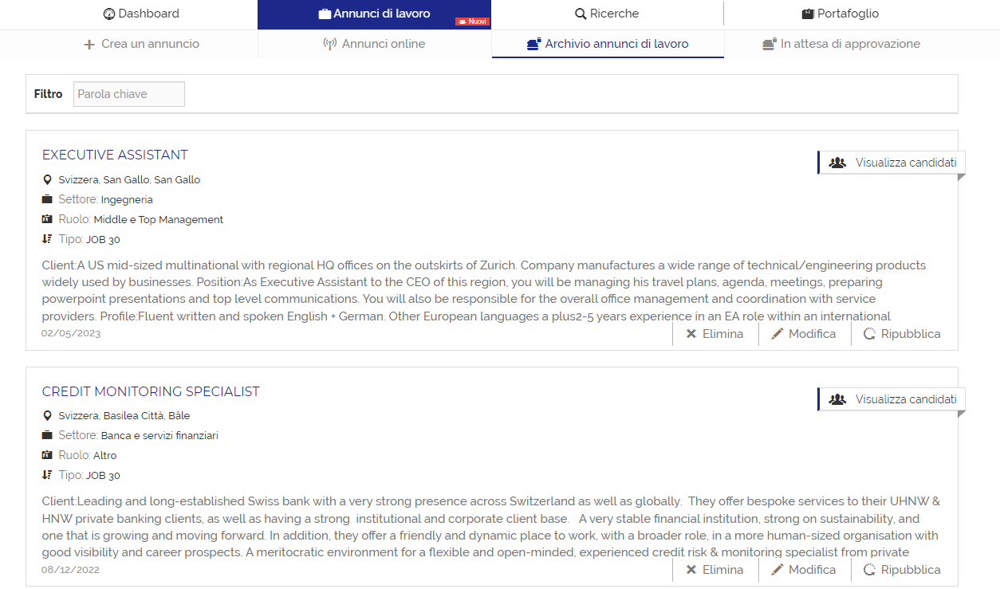 Dashboard
Annunci di lavoro
Nuovi
Ricerche
Portafoglio
Crea un annuncio
Annunci online
Archivio annunci di lavoro
In attesa di approvazione
Filtro
Parola chiave
EXECUTIVE ASSISTANT
Visualizza candidati
Svizzera, San Gallo, San Gallo
Settore: Ingegneria
Ruolo: Middle e Top Management
Tipo: JOB 30
Client:A US mid-sized multinational with regional HQ offices on the outskirts of Zurich. Company manufactures a wide range of technical/engineering products
widely used by businesses. Position:As Executive Assistant to the CEO of this region, you will be managing his travel plans, agenda, meetings, preparing
powerpoint presentations and top level communications. You will also be responsible for the overall office management and coordination with service
providers. Profile:Fluent written and spoken English + German. Other European languages a plus2-5 years experience in an EA role within an international
02/05/2023
Elimina
Modifica
Ripubblica
CREDIT MONITORING SPECIALIST
Visualizza candidati
Svizzera, Basilea Città, Bâle
Settore: Banca e servizi finanziari
Ruolo: Altro
Tipo: JOB 30
Client:Leading and long-established Swiss bank with a very strong presence across Switzerland as well as globally.  They offer bespoke services to their UHNW &
HNW private banking clients, as well as having a strong  institutional and corporate client base.   A very stable financial institution, strong on sustainability, and
one that is growing and moving forward. In addition, they offer a friendly and dynamic place to work, with a broader role, in a more human-sized organisation with
good visibility and career prospects. A meritocratic environment for a flexible and open-minded, experienced credit risk & monitoring specialist from private
08/12/2022
Elimina
Modifica
Ripubblica